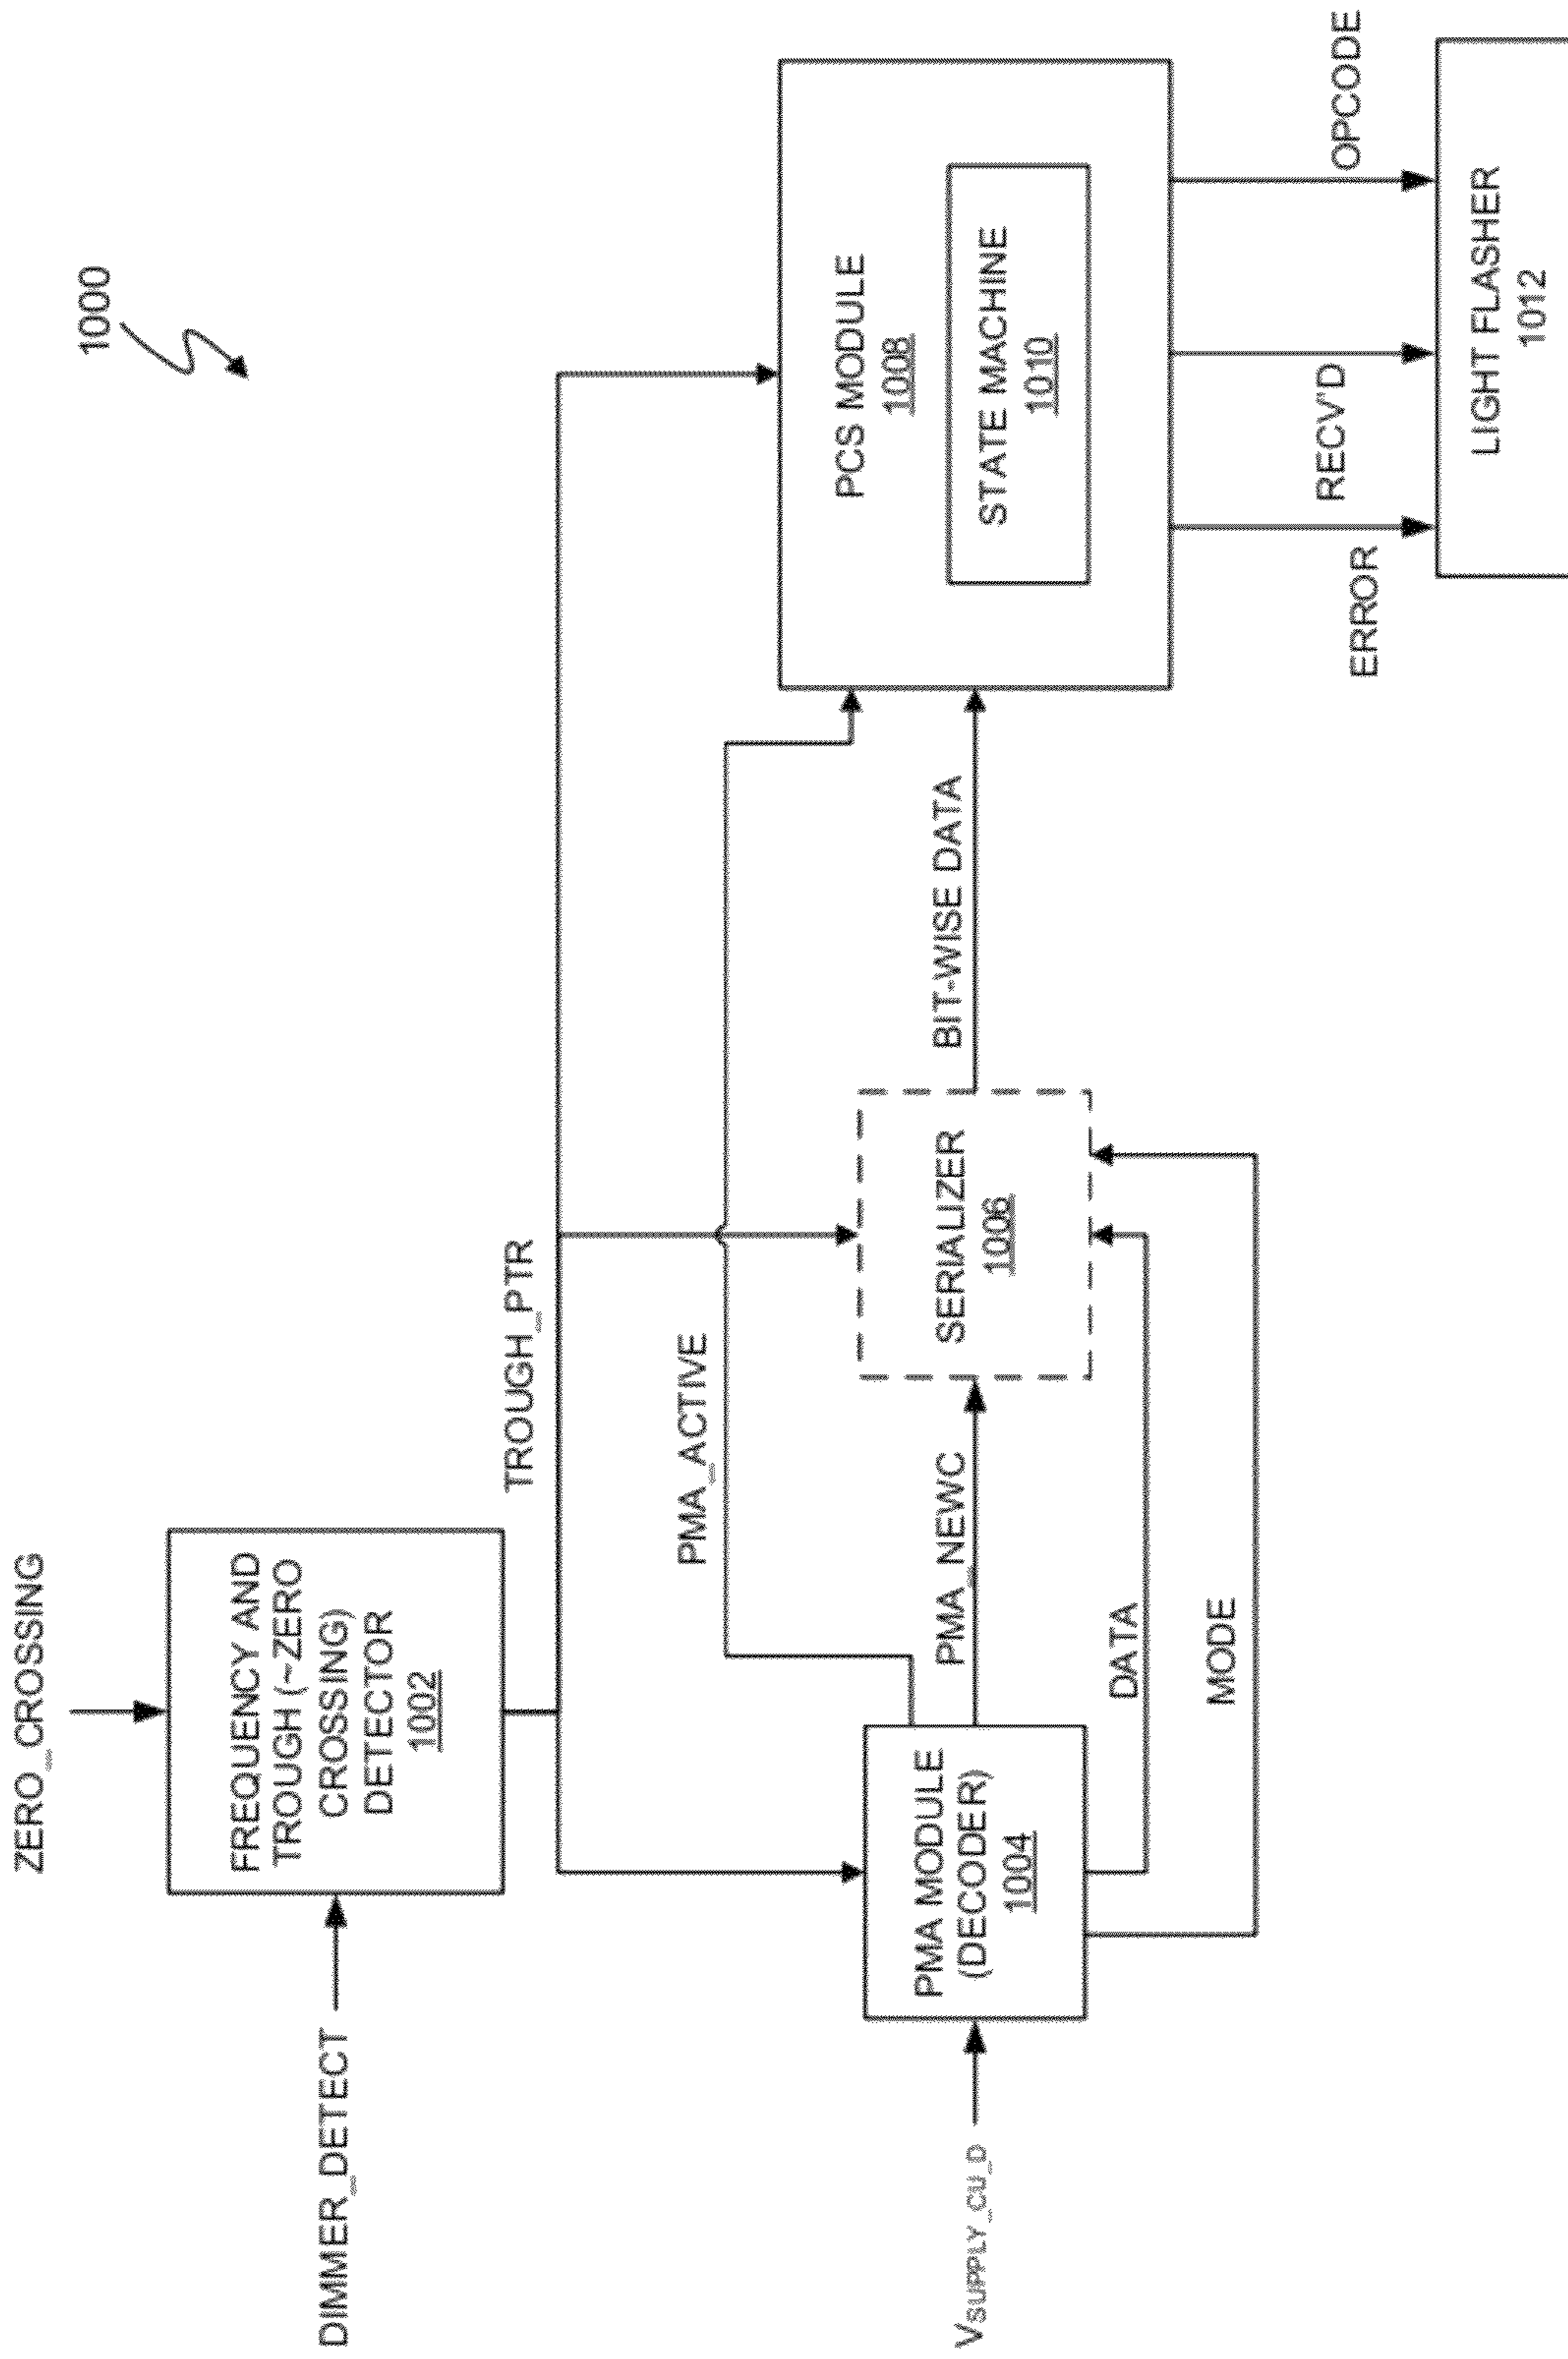 1000
ZERO_CROSSING
DIMMER_DETECT
FREQUENCY AND
TROUGH (~ZERO
CROSSING)
DETECTOR
1002
TROUGH_PTR
PMA_ACTIVE
VSUPPLY_CU_D
PMA MODULE
(DECODER)
1004
PMA_NEWC
DATA
MODE
SERIALIZER
1006
BIT-WISE DATA
PCS MODULE
1008
STATE MACHINE
1010
ERROR
RECV'D
OPCODE
LIGHT FLASHER
1012